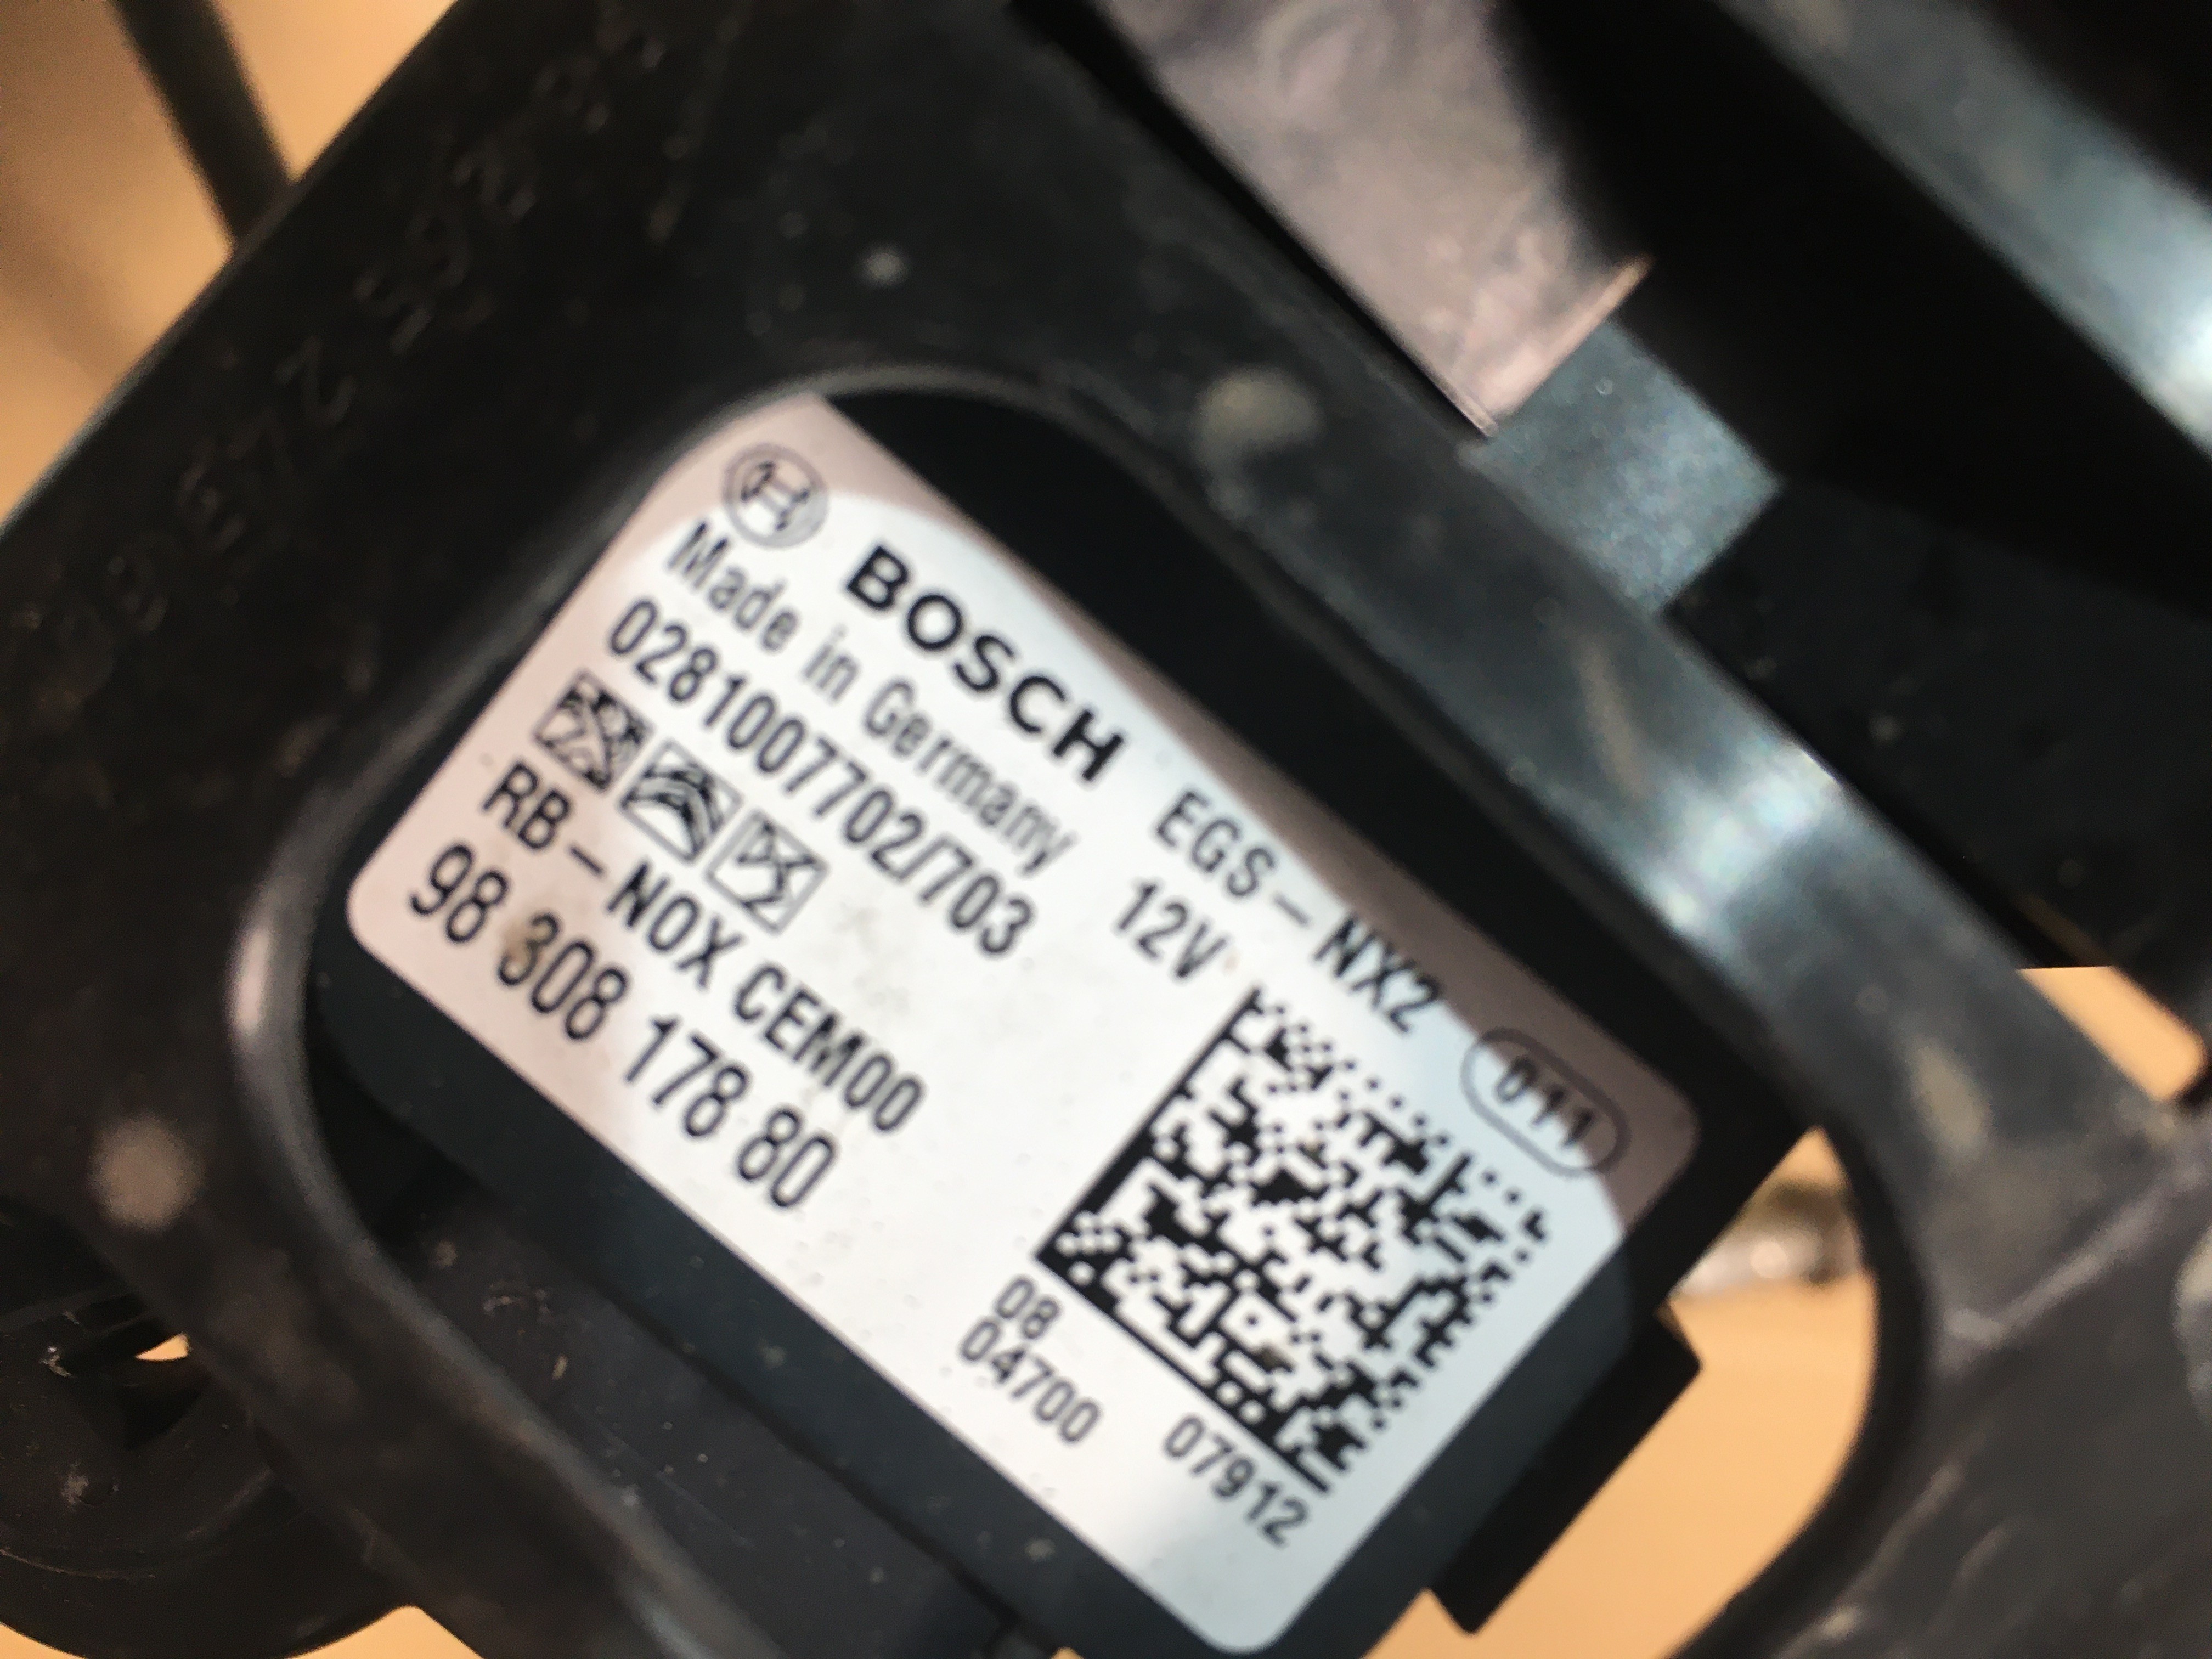 BOSCH EGS-NX2
Made in Germany 12V 011
0281007702/703
RB-NOX CEM00
98 308 178 80
08
04700 07912